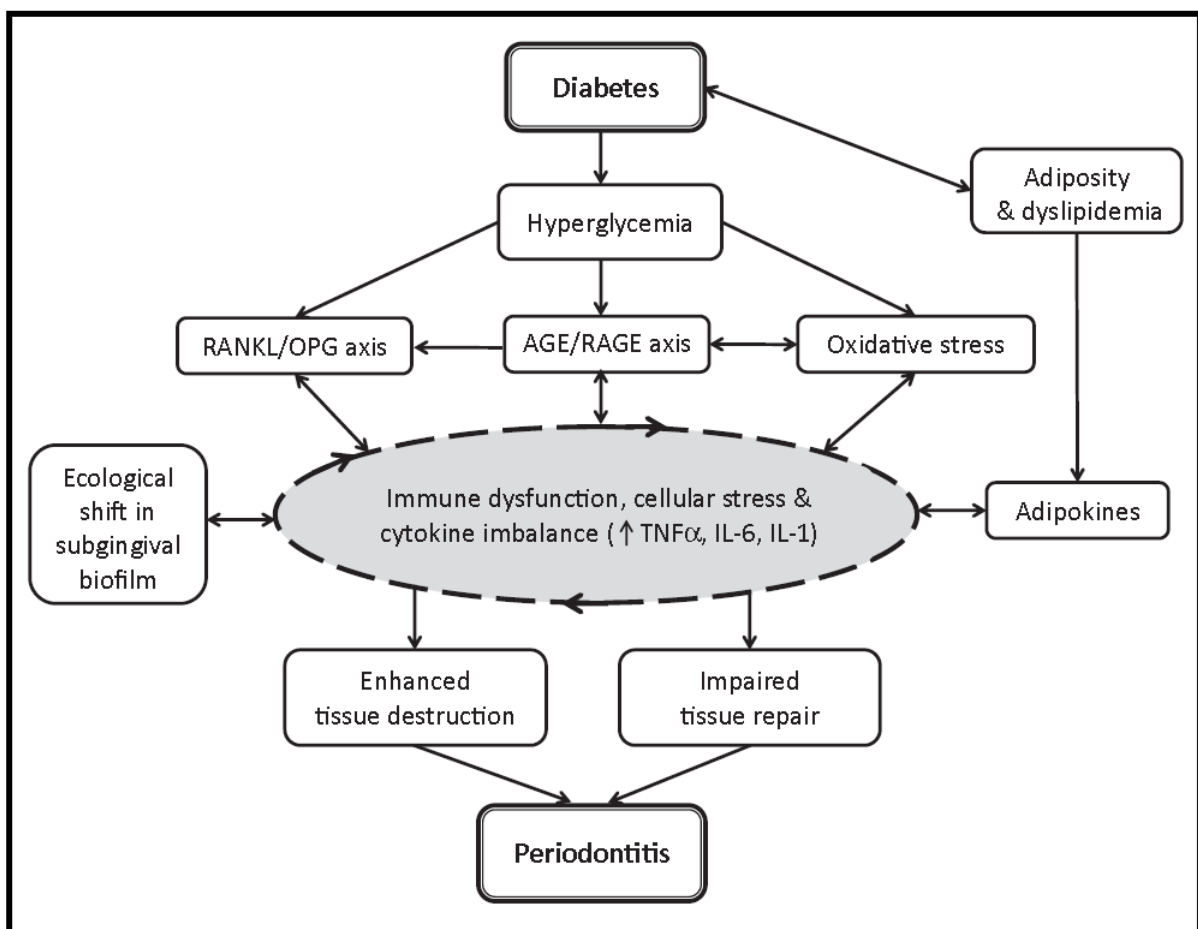 Diabetes
Adiposity
& dyslipidemia
Hyperglycemia
RANKL/OPG axis
AGE/RAGE axis
Oxidative stress
Ecological
shift in
subgingival
biofilm
Immune dysfunction, cellular stress &
cytokine imbalance (↑TNFα, IL-6, IL-1)
Adipokines
Enhanced
tissue destruction
Impaired
tissue repair
Periodontitis